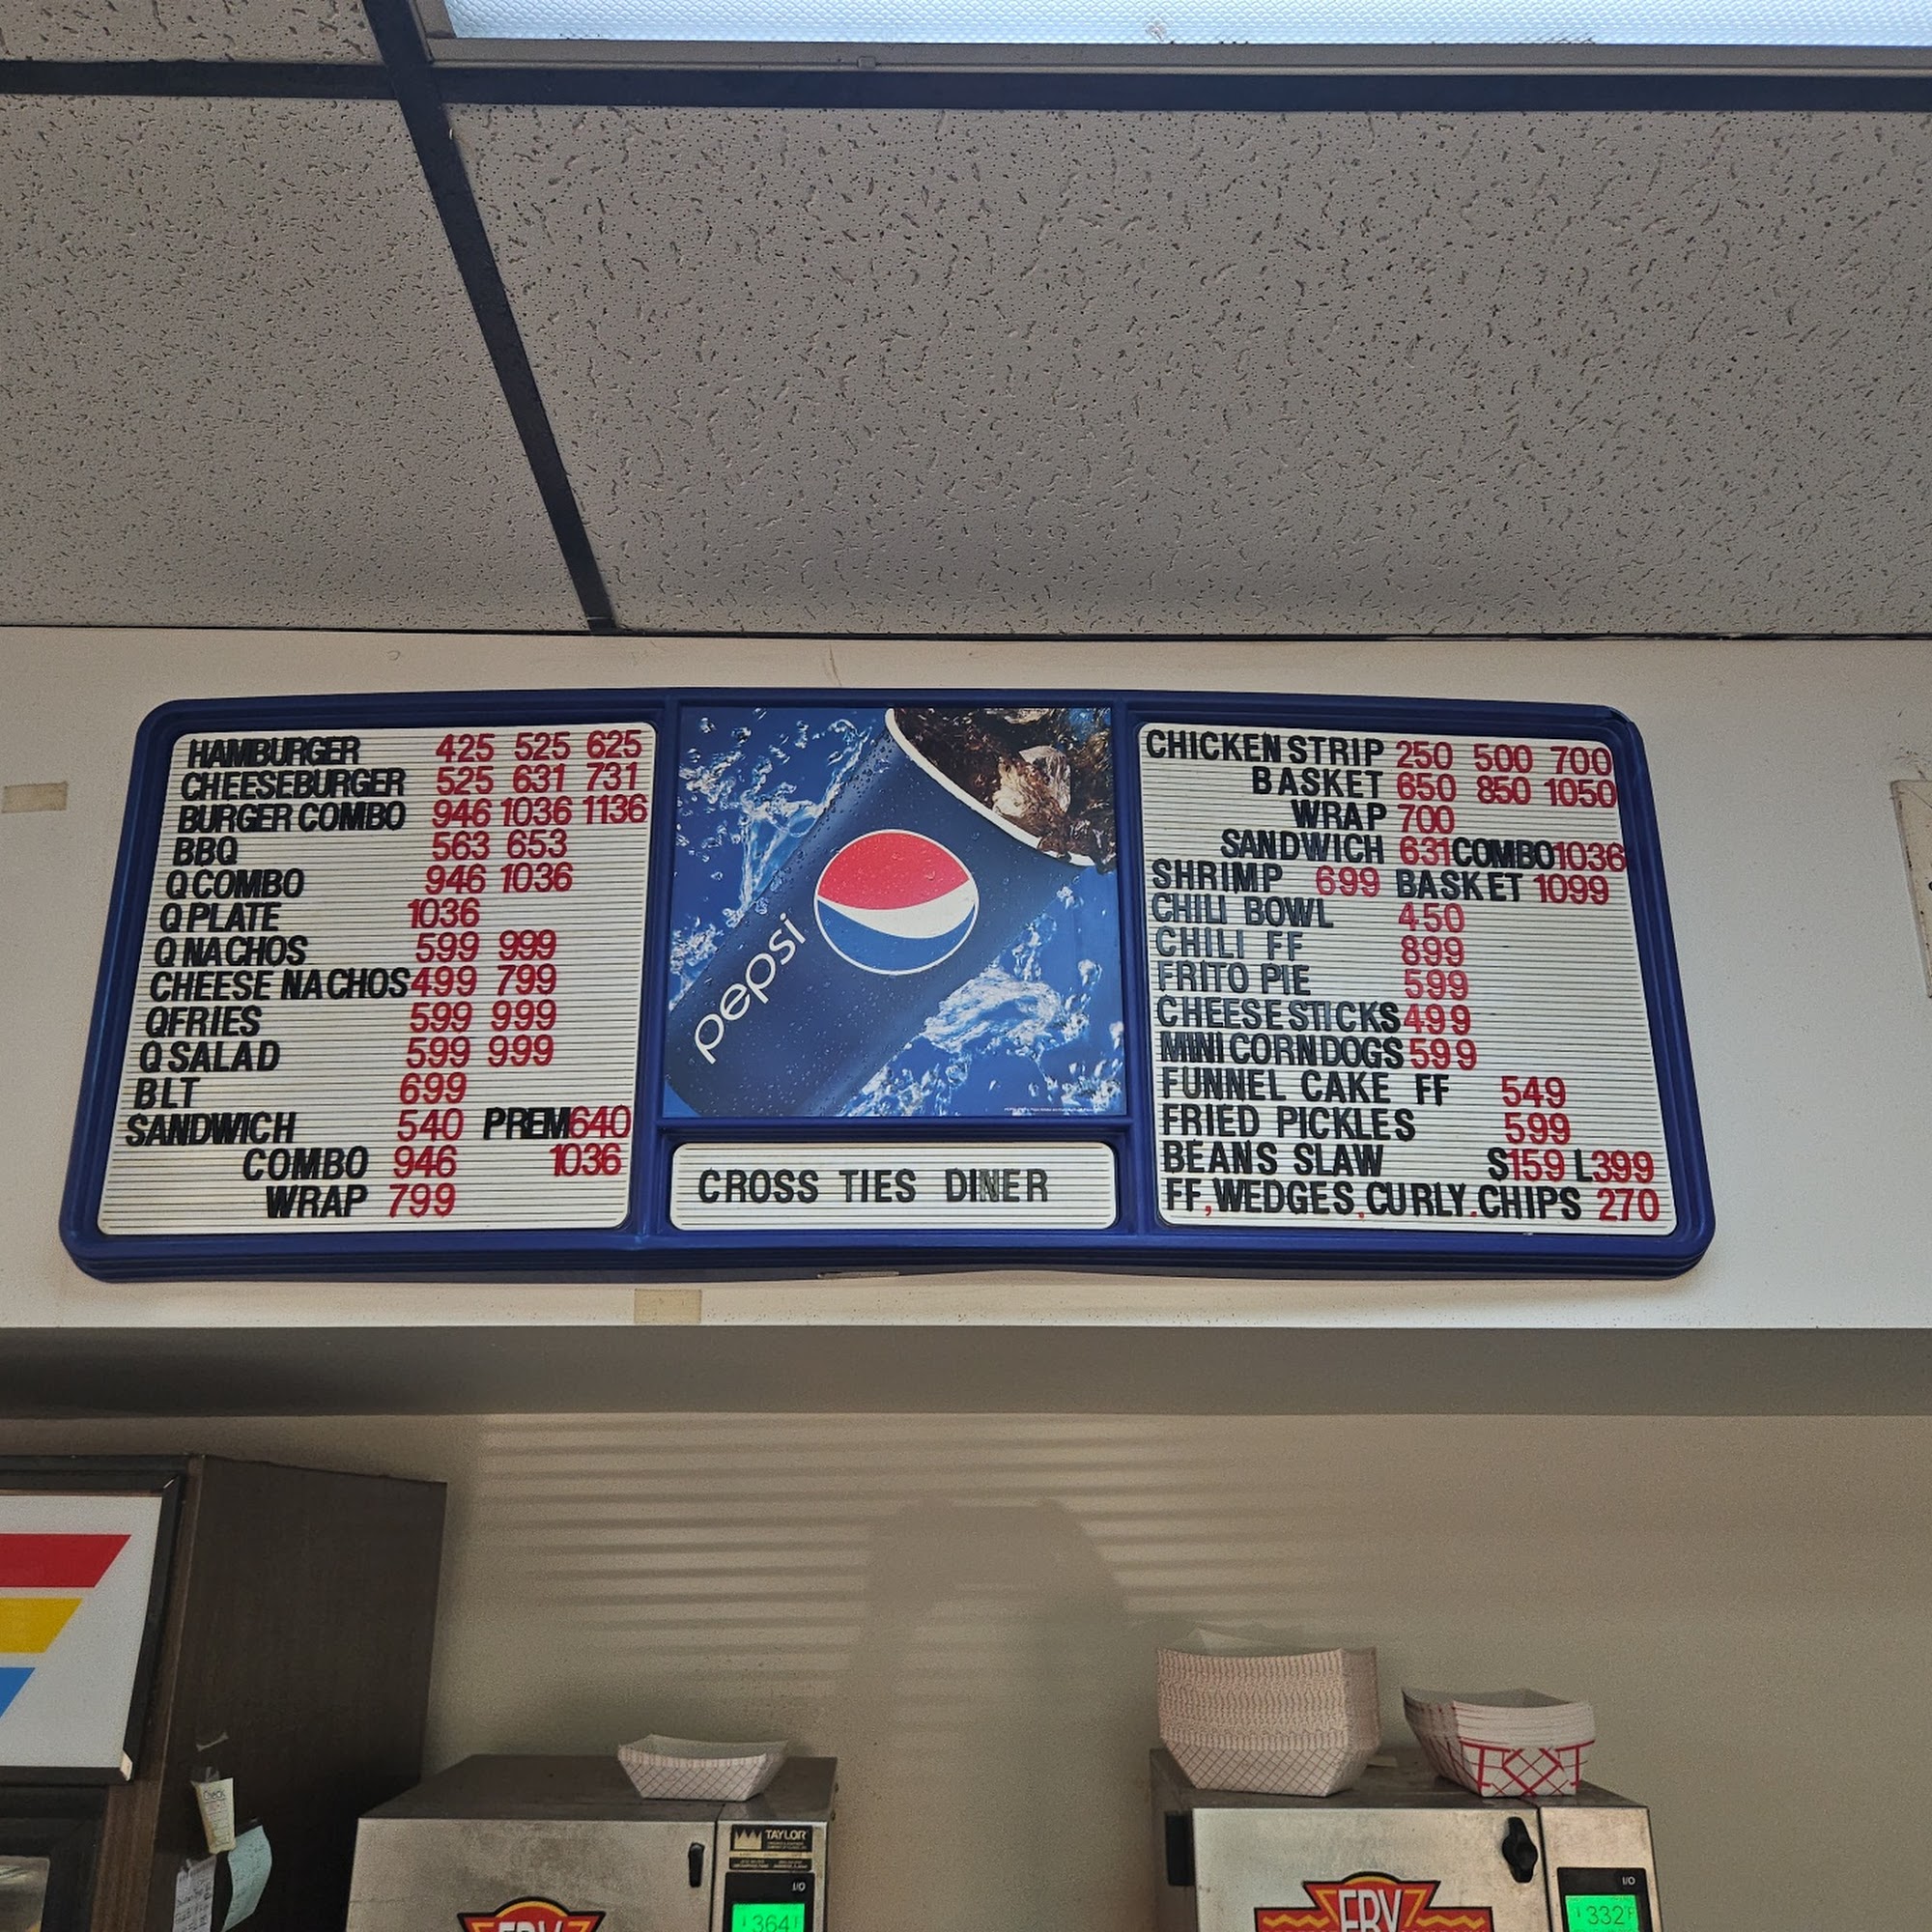 HAMBURGER 425 525 625
CHEESEBURGER 525 631 731
BURGER COMBO 946 1036 1136
BBQ 563 653
Q COMBO 946 1036
Q PLATE 1036
Q NACHOS 599 999
CHEESE NACHOS 499 799
QFRIES 599 999
Q SALAD 599 999
BLT 699
SANDWICH 540 PREM 640
COMBO 946 1036
WRAP 799
pepsi
CROSS TIES DINER
CHICKEN STRIP 250 500 700
BASKET 650 850 1050
WRAP 700
SANDWICH 631 COMBO 1036
SHRIMP 699 BASKET 1099
CHILI BOWL 450
CHILI FF 899
FRITO PIE 599
CHEESESTICKS 499
MINI CORNDOGS 599
FUNNEL CAKE FF 549
FRIED PICKLES 599
BEANS SLAW S159 L399
FF,WEDGES.CURLY.CHIPS 270
TAYLOR
I/O
364
I/O
332F